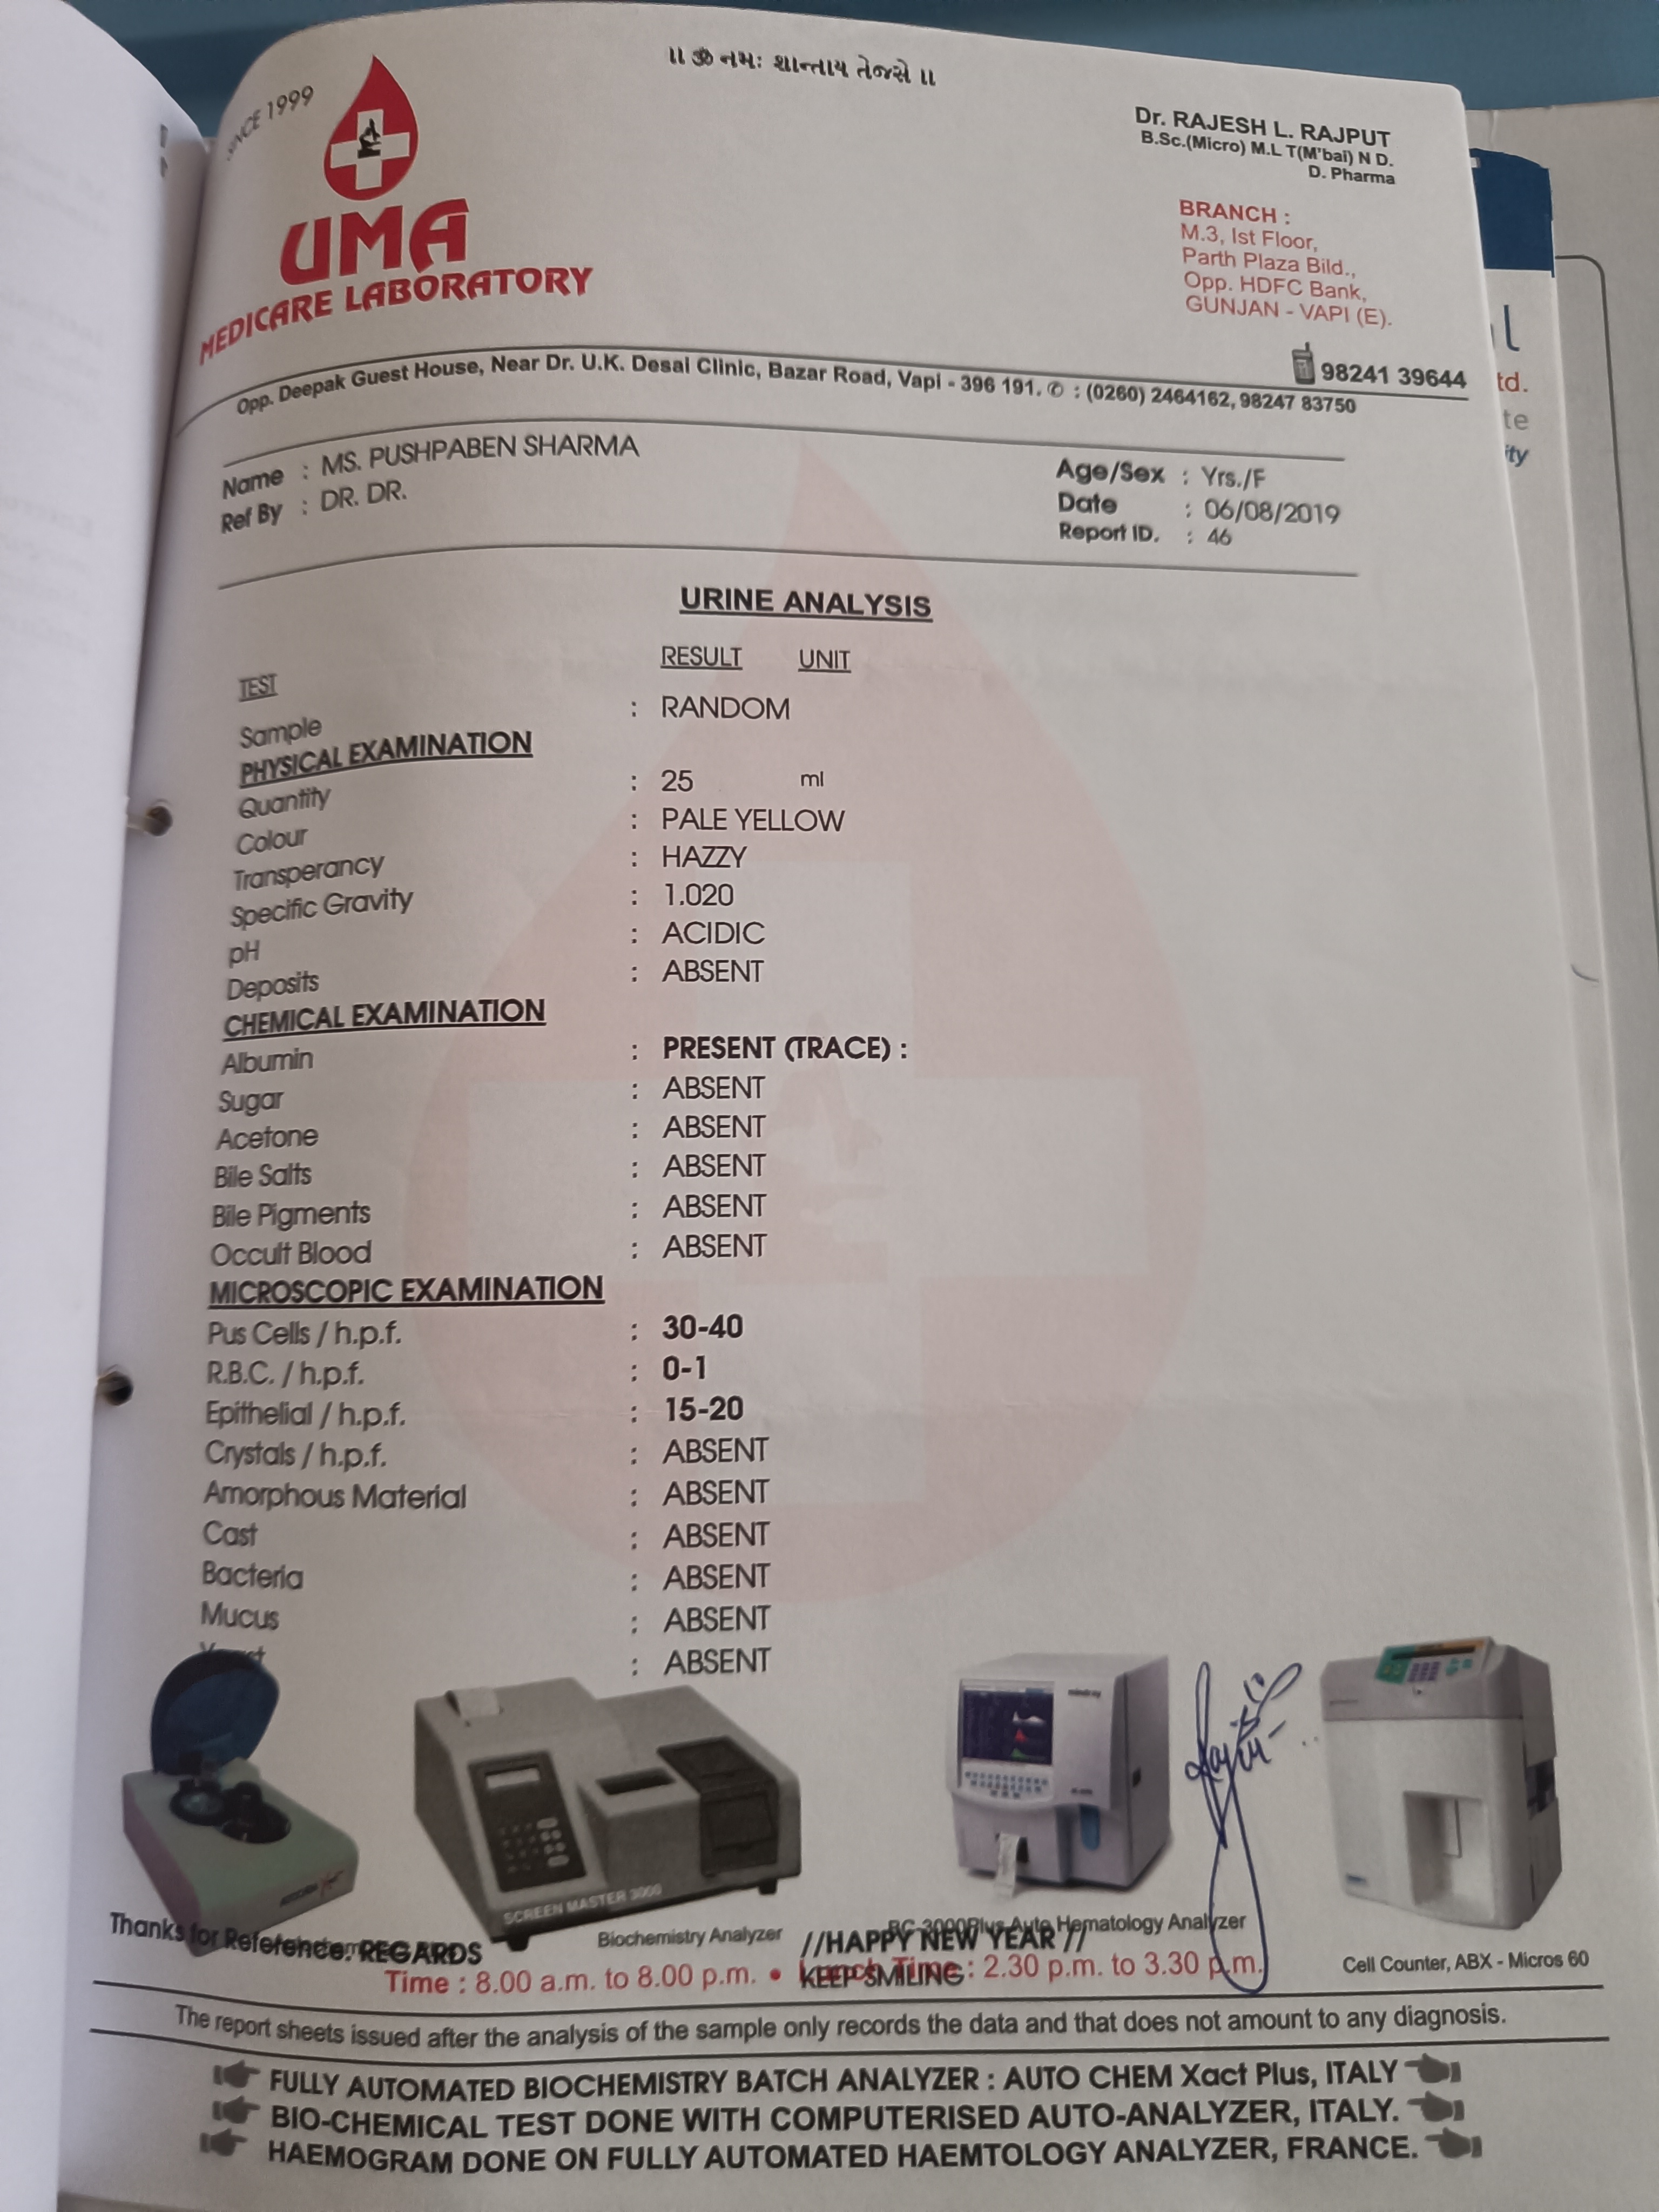 ॥ ૐ નમઃ શાન્તાય તેજસે ॥
SINCE 1999
UMA
MEDICARE LABORATORY
Dr. RAJESH L. RAJPUT
B.Sc.(Micro) M.L T(M'bai) N D.
D. Pharma
BRANCH :
M.3, Ist Floor,
Parth Plaza Bild.,
Opp. HDFC Bank,
GUNJAN - VAPI (E).
98241 39644
Opp. Deepak Guest House, Near Dr. U.K. Desai Clinic, Bazar Road, Vapi - 396 191. ✆ : (0260) 2464162, 98247 83750
td.
te
ity
Name : MS. PUSHPABEN SHARMA
Ref By : DR. DR.
Age/Sex : Yrs./F
Date : 06/08/2019
Report ID. : 46
URINE ANALYSIS
TEST RESULT UNIT
Sample : RANDOM
PHYSICAL EXAMINATION
Quantity : 25 ml
Colour : PALE YELLOW
Transperancy : HAZZY
Specific Gravity : 1.020
pH : ACIDIC
Deposits : ABSENT
CHEMICAL EXAMINATION
Albumin : PRESENT (TRACE) :
Sugar : ABSENT
Acetone : ABSENT
Bile Salts : ABSENT
Bile Pigments : ABSENT
Occult Blood : ABSENT
MICROSCOPIC EXAMINATION
Pus Cells / h.p.f. : 30-40
R.B.C. / h.p.f. : 0-1
Epithelial / h.p.f. : 15-20
Crystals / h.p.f. : ABSENT
Amorphous Material : ABSENT
Cast : ABSENT
Bacteria : ABSENT
Mucus : ABSENT
Yeast : ABSENT
mindray
SCREEN MASTER 3000
Thanks for Reference. REGARDS
Biochemistry Analyzer
//HAPPY NEW YEAR //
BC-3000Plus Auto Hematology Analyzer
Cell Counter, ABX - Micros 60
Time : 8.00 a.m. to 8.00 p.m. • Lunch Time : 2.30 p.m. to 3.30 p.m.
KEEP SMILING
The report sheets issued after the analysis of the sample only records the data and that does not amount to any diagnosis.
FULLY AUTOMATED BIOCHEMISTRY BATCH ANALYZER : AUTO CHEM Xact Plus, ITALY
BIO-CHEMICAL TEST DONE WITH COMPUTERISED AUTO-ANALYZER, ITALY.
HAEMOGRAM DONE ON FULLY AUTOMATED HAEMTOLOGY ANALYZER, FRANCE.